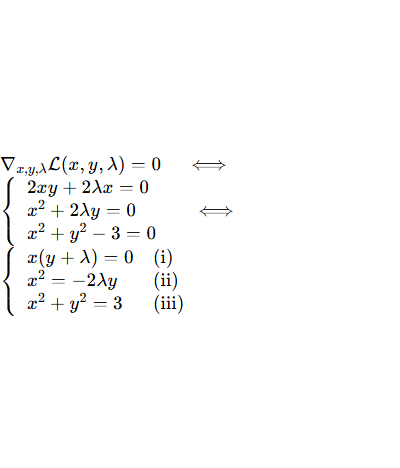 ∇x,y,λℒ(x, y, λ) = 0 ⟺
2xy + 2λx = 0
x² + 2λy = 0 ⟺
x² + y² − 3 = 0
x(y + λ) = 0 (i)
x² = −2λy (ii)
x² + y² = 3 (iii)